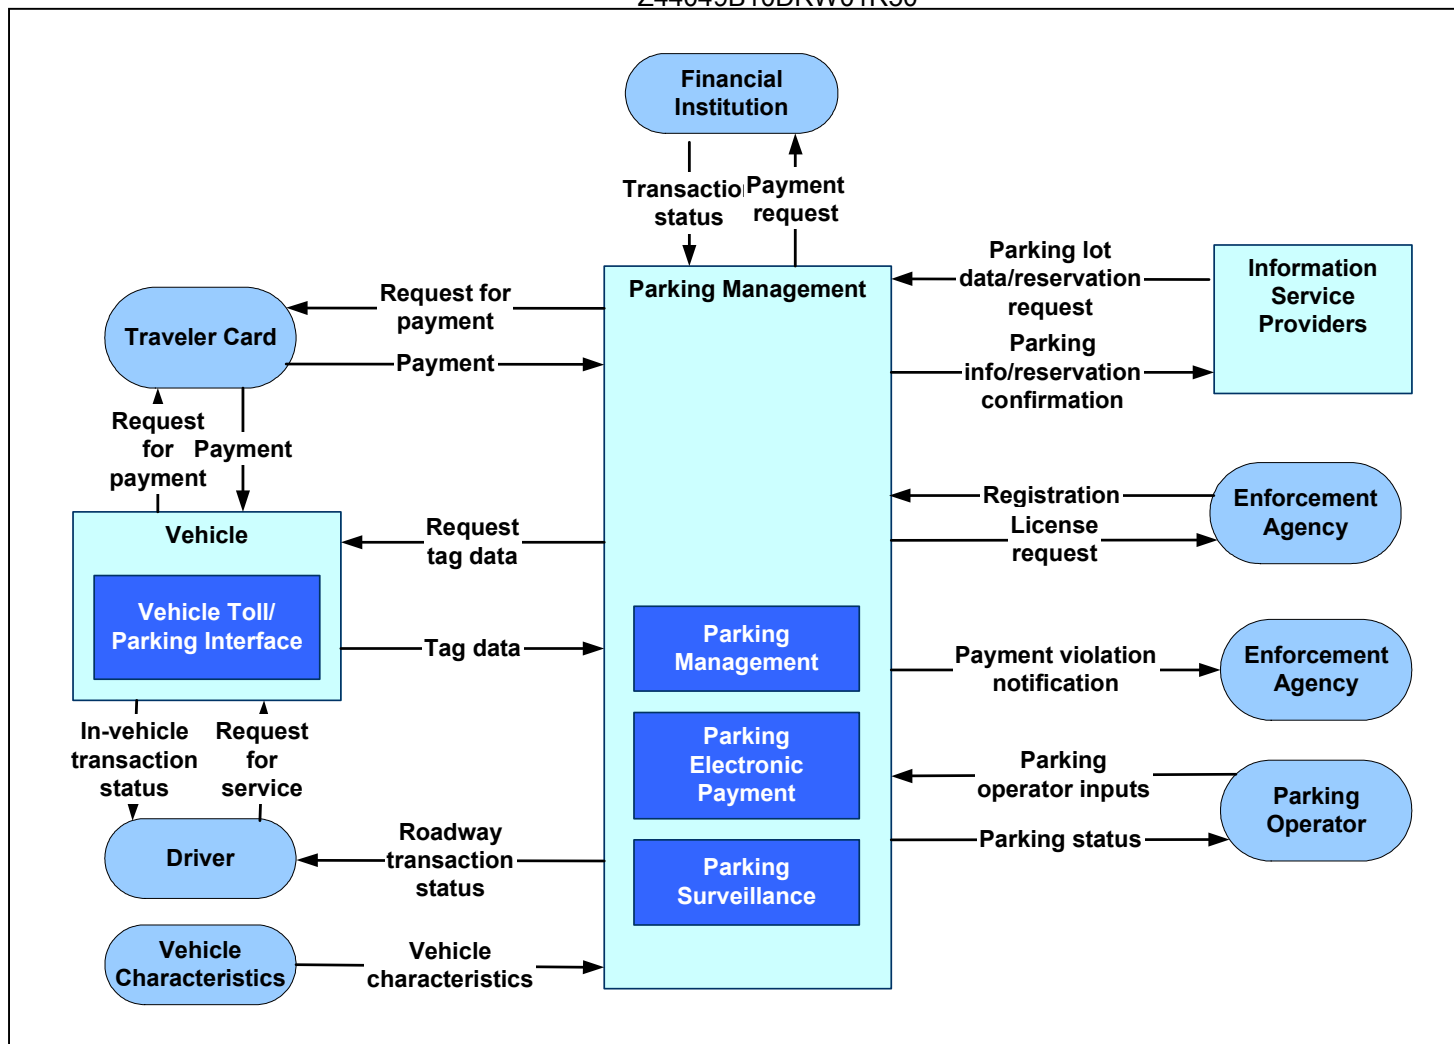 Financial
Institution
Transactio
status
Payment
request
Parking Management
Parking lot
data/reservation
request
Information
Service
Providers
Request for
payment
Traveler Card
Payment
Parking
info/reservation
confirmation
Request
for
payment
Payment
Registration
Enforcement
Agency
License
request
Vehicle
Request
tag data
Vehicle Toll/
Parking Interface
Tag data
Parking
Management
Payment violation
notification
Enforcement
Agency
In-vehicle
transaction
status
Request
for
service
Parking
Electronic
Payment
Parking
operator inputs
Parking
Operator
Parking status
Driver
Roadway
transaction
status
Parking
Surveillance
Vehicle
Characteristics
Vehicle
characteristics